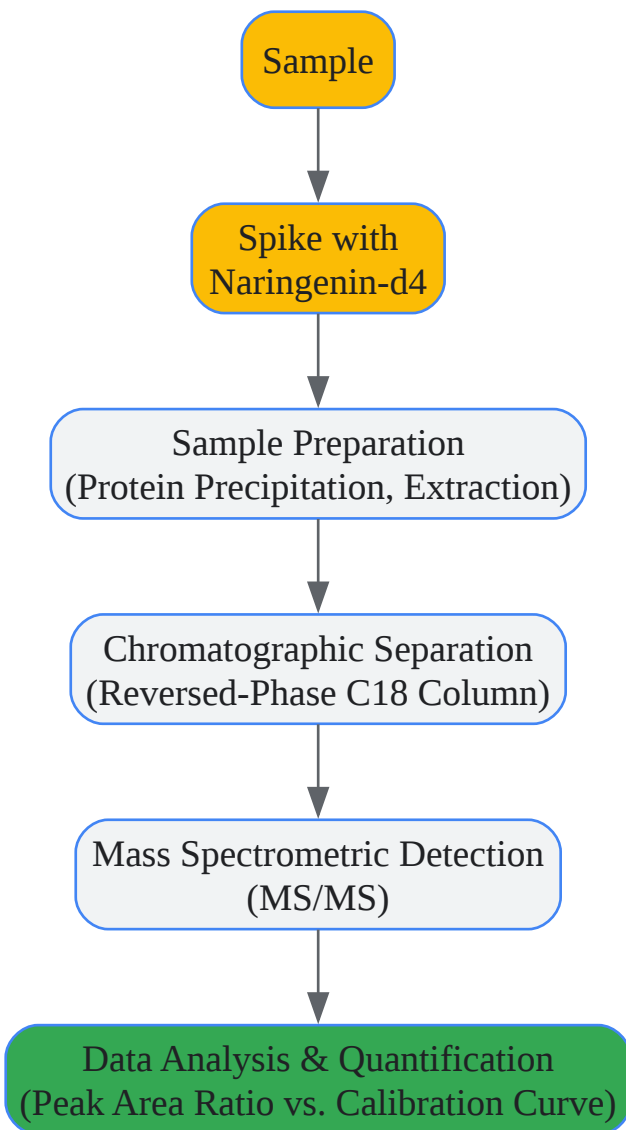 Sample
Spike with
Naringenin-d4
Sample Preparation
(Protein Precipitation, Extraction)
Chromatographic Separation
(Reversed-Phase C18 Column)
Mass Spectrometric Detection
(MS/MS)
Data Analysis & Quantification
(Peak Area Ratio vs. Calibration Curve)